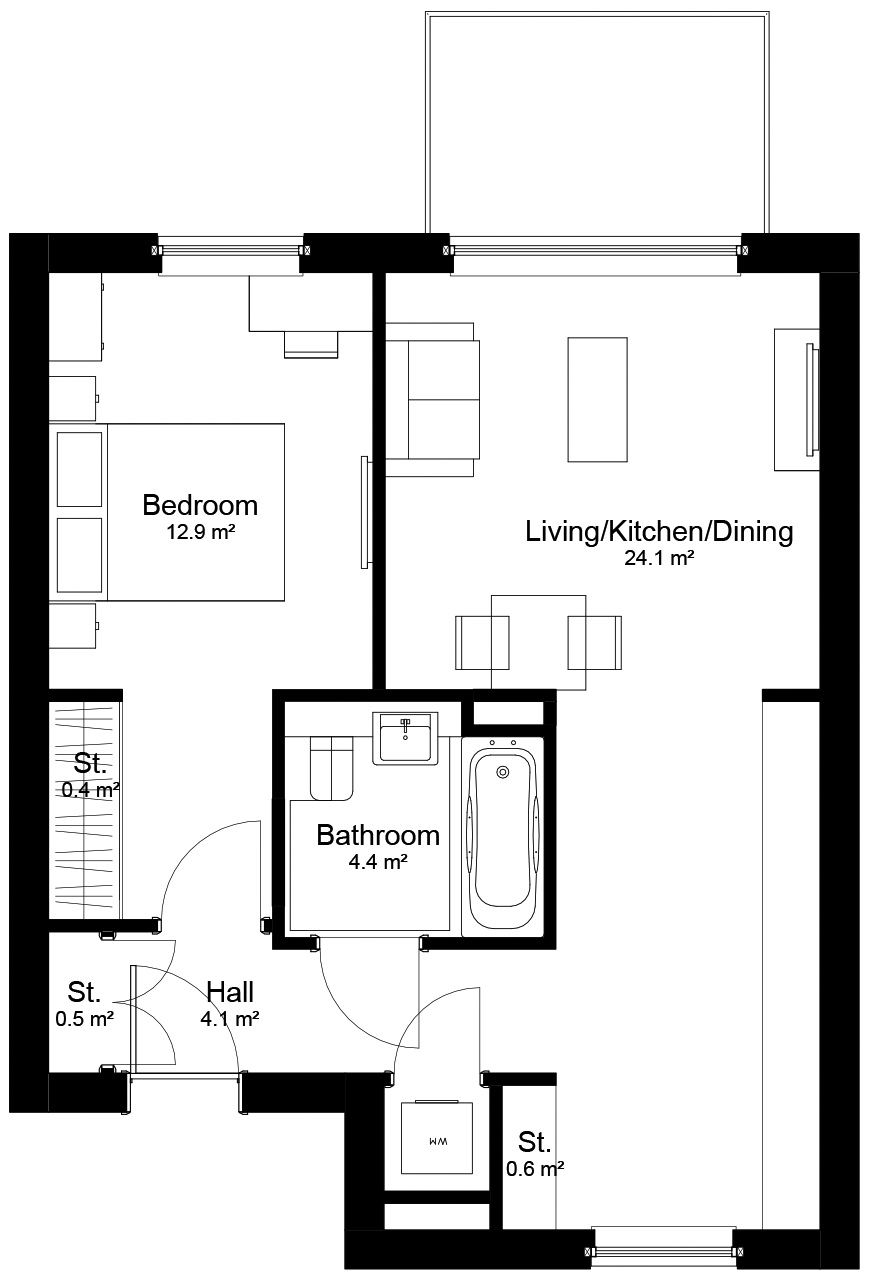 Bedroom
12.9 m²
Living/Kitchen/Dining
24.1 m²
St.
0.4 m²
Bathroom
4.4 m²
St.
0.5 m²
Hall
4.1 m²
WM
St.
0.6 m²